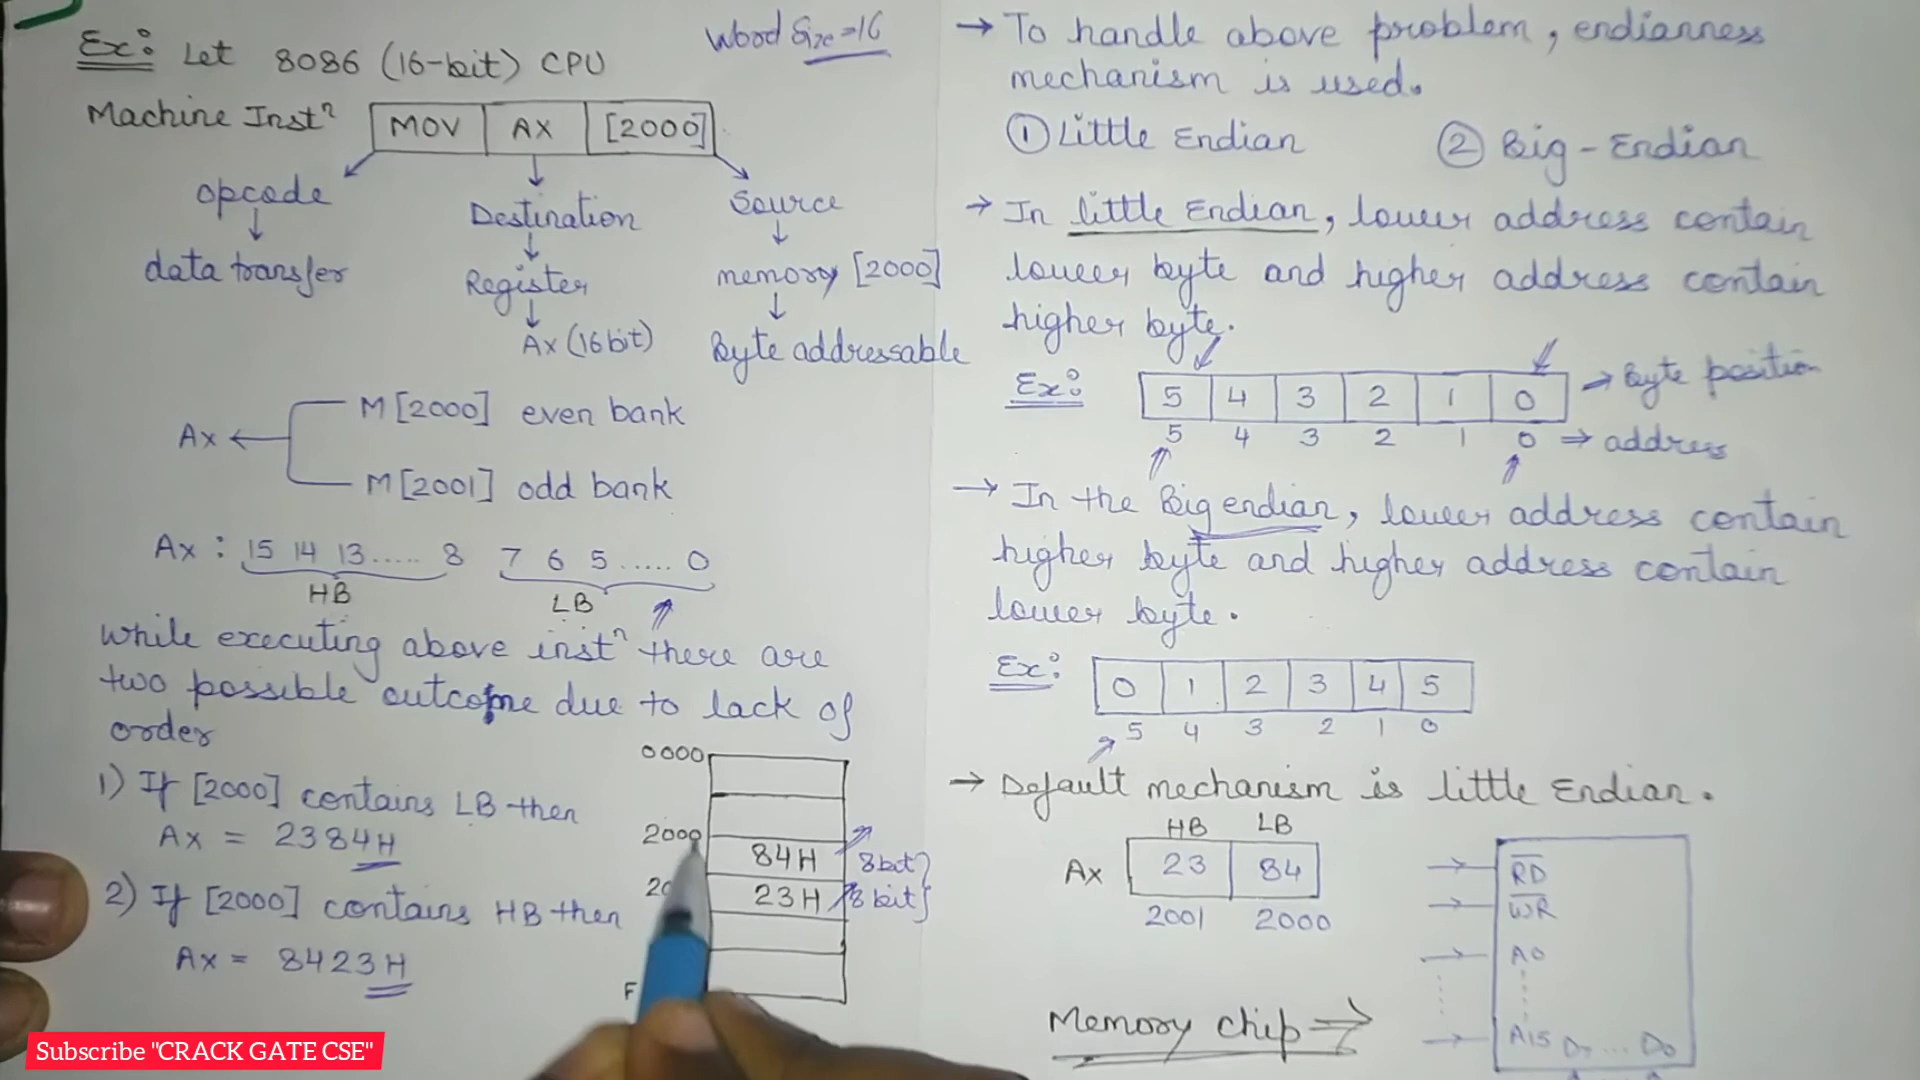 Ex: Let 8086 (16-bit) CPU
Wood Size=16
Machine Instn MOV AX [2000]
opcode Destination Source
data transfer Register memory [2000]
Ax (16bit) Byte addressable
Ax ← M [2000] even bank
M [2001] odd bank
Ax : 15 14 13..... 8 7 6 5..... 0
HB LB
While executing above instn there are
two possible outcome due to lack of
order
1) If [2000] contains LB then
Ax = 2384H
2) If [2000] contains HB then
Ax = 8423H
0000
2000 84H 8bit
20 23H 8 bit
F
→ To handle above problem, endianness
mechanism is used.
① Little Endian ② Big-Endian
→ In little Endian, lower address contain
lower byte and higher address contain
higher byte.
Ex: 5 4 3 2 1 0 → Byte position
5 4 3 2 1 0 ⇒ address
→ In the Big endian, lower address contain
higher byte and higher address contain
lower byte.
Ex: 0 1 2 3 4 5
5 4 3 2 1 0
→ Default mechanism is little Endian.
HB LB
Ax 23 84
2001 2000
Memory chip ⇒
RD
WR
A0
A15 D7 .... D0
Subscribe "CRACK GATE CSE"